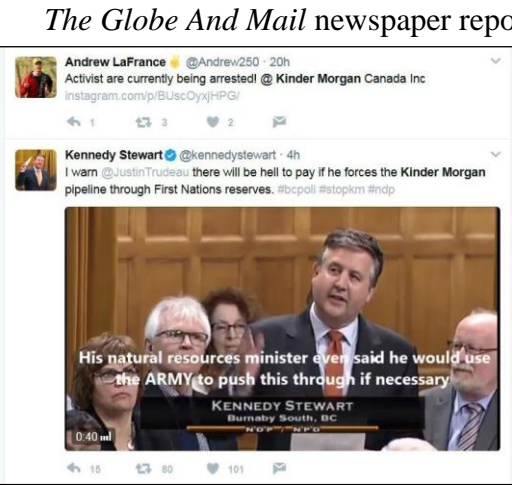 The Globe And Mail newspaper repo
Andrew LaFrance @Andrew250 · 20h
Activist are currently being arrested! @ Kinder Morgan Canada Inc
instagram.com/p/BUscOyxjHPG/
1 3 2
Kennedy Stewart @kennedystewart · 4h
I warn @JustinTrudeau there will be hell to pay if he forces the Kinder Morgan
pipeline through First Nations reserves. #bcpoli #stopkm #ndp
His natural resources minister even said he would use
the ARMY to push this through if necessary
KENNEDY STEWART
Burnaby South, BC
NDP / NPD
0:40
16 80 101